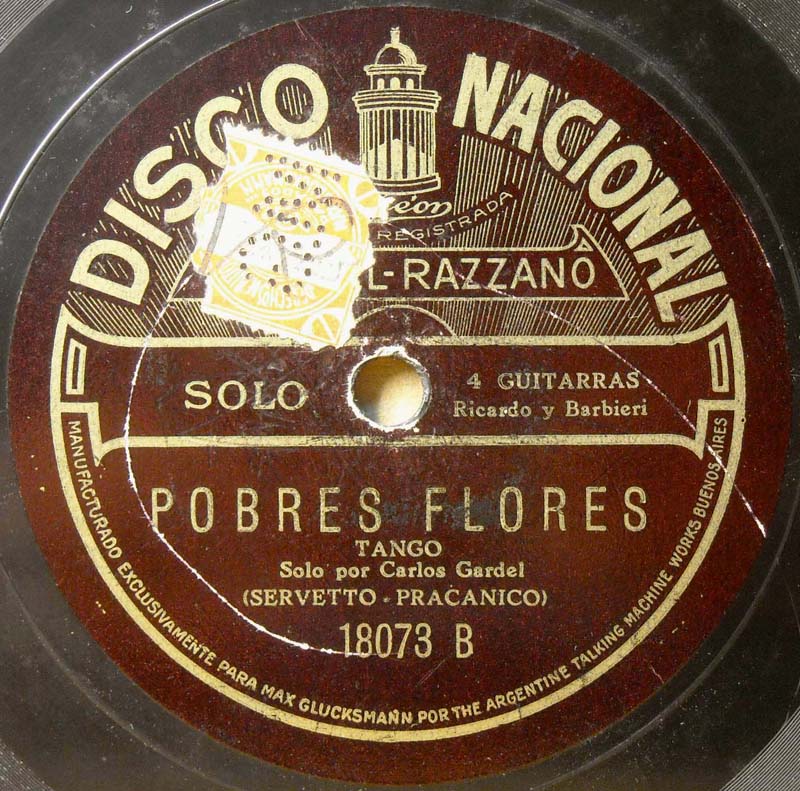 DISCO NACIONAL
REGISTRADA
L-RAZZANO
SOLO
4 GUITARRAS
Ricardo y Barbieri
POBRES FLORES
TANGO
Solo por Carlos Gardel
(SERVETTO - PRACANICO)
18073 B
MANUFACTURADO EXCLUSIVAMENTE PARA MAX GLUCKSMANN POR THE ARGENTINE TALKING MACHINE WORKS BUENOS AIRES